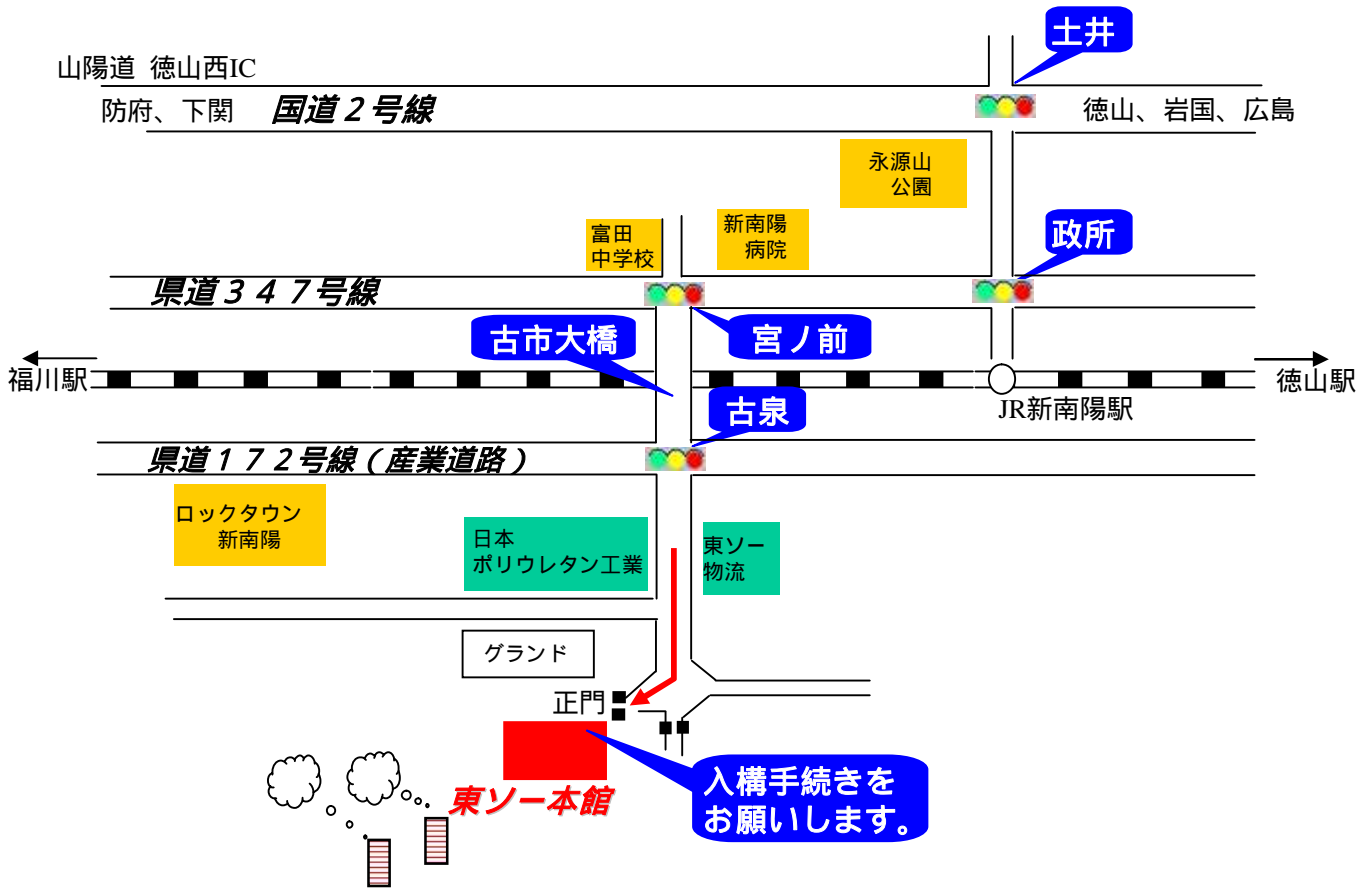 土井
山陽道 徳山西IC
防府、下関
国道２号線
徳山、岩国、広島
永源山
公園
政所
新南陽
病院
富田
中学校
県道３４７号線
古市大橋
宮ノ前
福川駅
徳山駅
JR新南陽駅
古泉
県道１７２号線（産業道路）
ロックタウン
新南陽
日本
ポリウレタン工業
東ソー
物流
グランド
正門
東ソー本館
入構手続きを
お願いします。